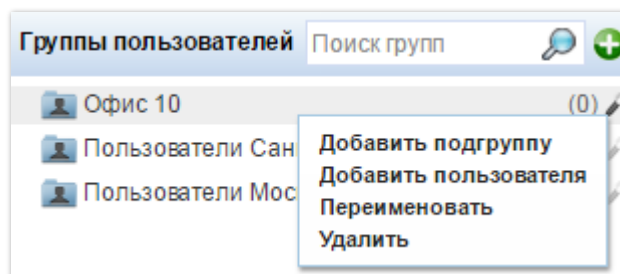 Группы пользователей Поиск групп
Офис 10 (0)
Пользователи Сан
Добавить подгруппу
Добавить пользователя
Пользователи Мос
Переименовать
Удалить